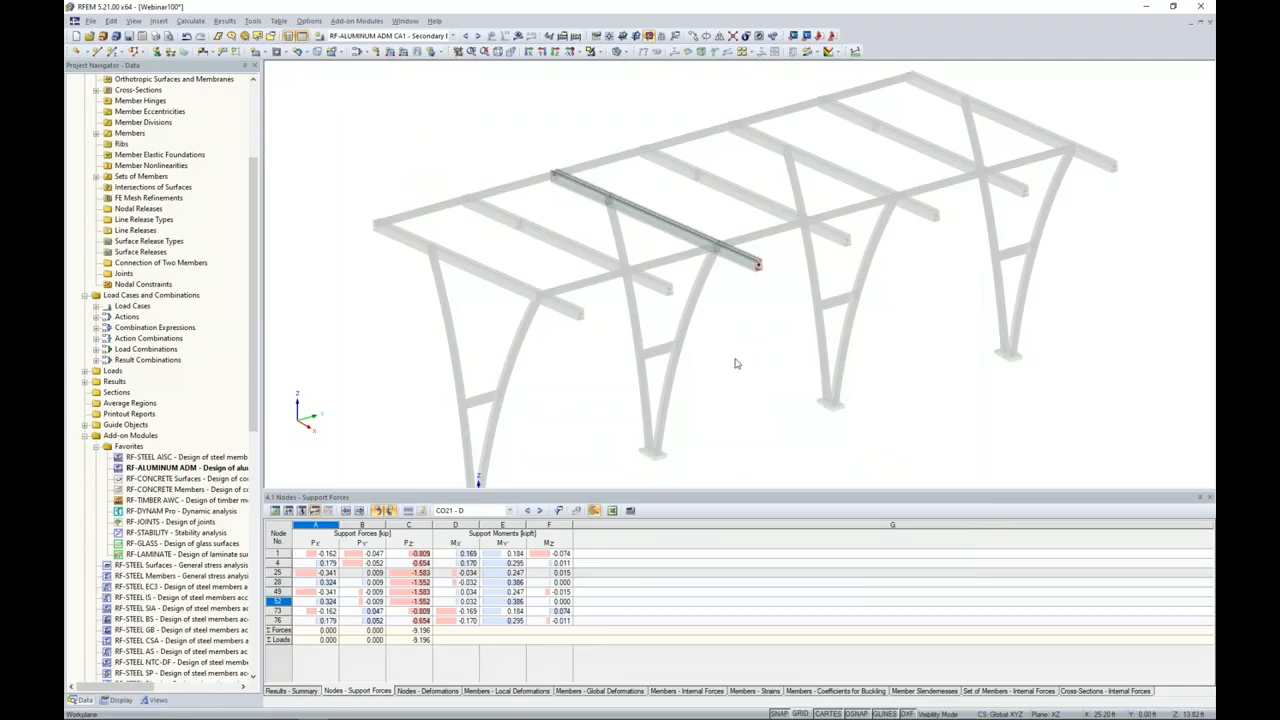 RFEM 5.21.00 x64 - [Webinar100*]
File Edit View Insert Calculate Results Tools Table Options Add-on Modules Window Help
RF-ALUMINUM ADM CA1 - Secondary
Project Navigator - Data
Orthotropic Surfaces and Membranes
Cross-Sections
Member Hinges
Member Eccentricities
Member Divisions
Members
Ribs
Member Elastic Foundations
Member Nonlinearities
Sets of Members
Intersections of Surfaces
FE Mesh Refinements
Nodal Releases
Line Release Types
Line Releases
Surface Release Types
Surface Releases
Connection of Two Members
Joints
Nodal Constraints
Load Cases and Combinations
Load Cases
Actions
Combination Expressions
Action Combinations
Load Combinations
Result Combinations
Loads
Results
Sections
Average Regions
Printout Reports
Guide Objects
Add-on Modules
Favorites
RF-STEEL AISC - Design of steel memb
RF-ALUMINUM ADM - Design of alu
RF-CONCRETE Surfaces - Design of co
RF-CONCRETE Members - Design of c
RF-TIMBER AWC - Design of timber m
RF-DYNAM Pro - Dynamic analysis
RF-JOINTS - Design of joints
RF-STABILITY - Stability analysis
RF-GLASS - Design of glass surfaces
RF-LAMINATE - Design of laminate su
RF-STEEL Surfaces - General stress analysis
RF-STEEL Members - General stress analysi
RF-STEEL EC3 - Design of steel members a
RF-STEEL IS - Design of steel members acc
RF-STEEL SIA - Design of steel members a
RF-STEEL BS - Design of steel members ac
RF-STEEL GB - Design of steel members ac
RF-STEEL CSA - Design of steel members a
RF-STEEL AS - Design of steel members ac
RF-STEEL NTC-DF - Design of steel membe
RF-STEEL SP - Design of steel members ac
Data Display Views
Z
Y
X
Z
4.1 Nodes - Support Forces
CO21 - D
A B C D E F G
Node Support Forces [kip] Support Moments [kipft]
No. PX' PY' PZ' MX' MY' MZ'
1 -0.162 -0.047 -0.809 0.169 0.184 -0.074
4 0.179 -0.052 -0.654 0.170 0.295 0.011
25 -0.341 0.009 -1.583 -0.034 0.247 0.015
28 0.324 0.009 -1.552 -0.032 0.386 0.000
49 -0.341 -0.009 -1.583 0.034 0.247 -0.015
52 0.324 -0.009 -1.552 0.032 0.386 0.000
73 -0.162 0.047 -0.809 -0.169 0.184 0.074
76 0.179 0.052 -0.654 -0.170 0.295 -0.011
Σ Forces 0.000 0.000 -9.196
Σ Loads 0.000 0.000 -9.196
Results - Summary Nodes - Support Forces Nodes - Deformations Members - Local Deformations Members - Global Deformations Members - Internal Forces Members - Strains Members - Coefficients for Buckling Member Slendernesses Set of Members - Internal Forces Cross-Sections - Internal Forces
Workplane SNAP GRID CARTES OSNAP GLINES DXF Visibility Mode CS: Global XYZ Plane: XZ X: 25.20 ft Y: 0.00 ft Z: 13.82 ft